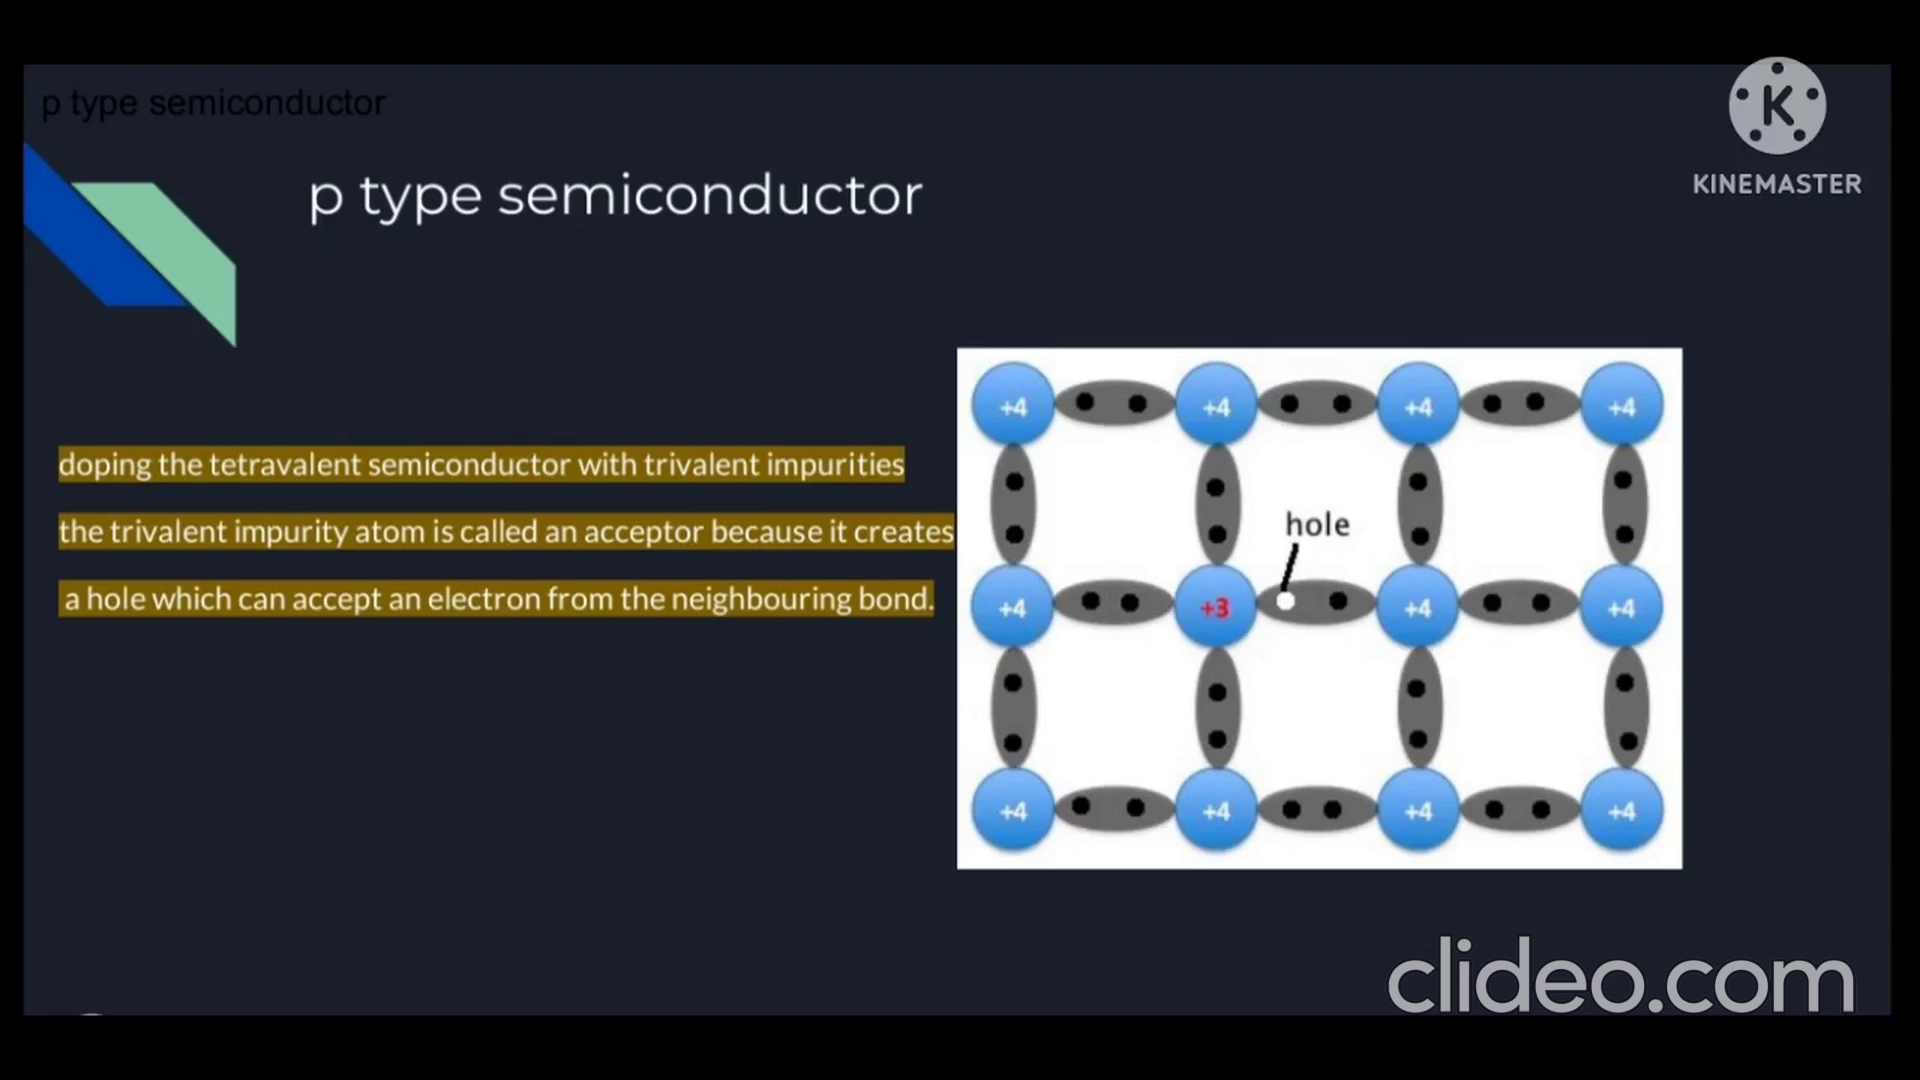 p type semiconductor
K
KINEMASTER
p type semiconductor
doping the tetravalent semiconductor with trivalent impurities
the trivalent impurity atom is called an acceptor because it creates
a hole which can accept an electron from the neighbouring bond.
+4 +4 +4 +4
hole
+4 +3 +4 +4
+4 +4 +4 +4
clideo.com